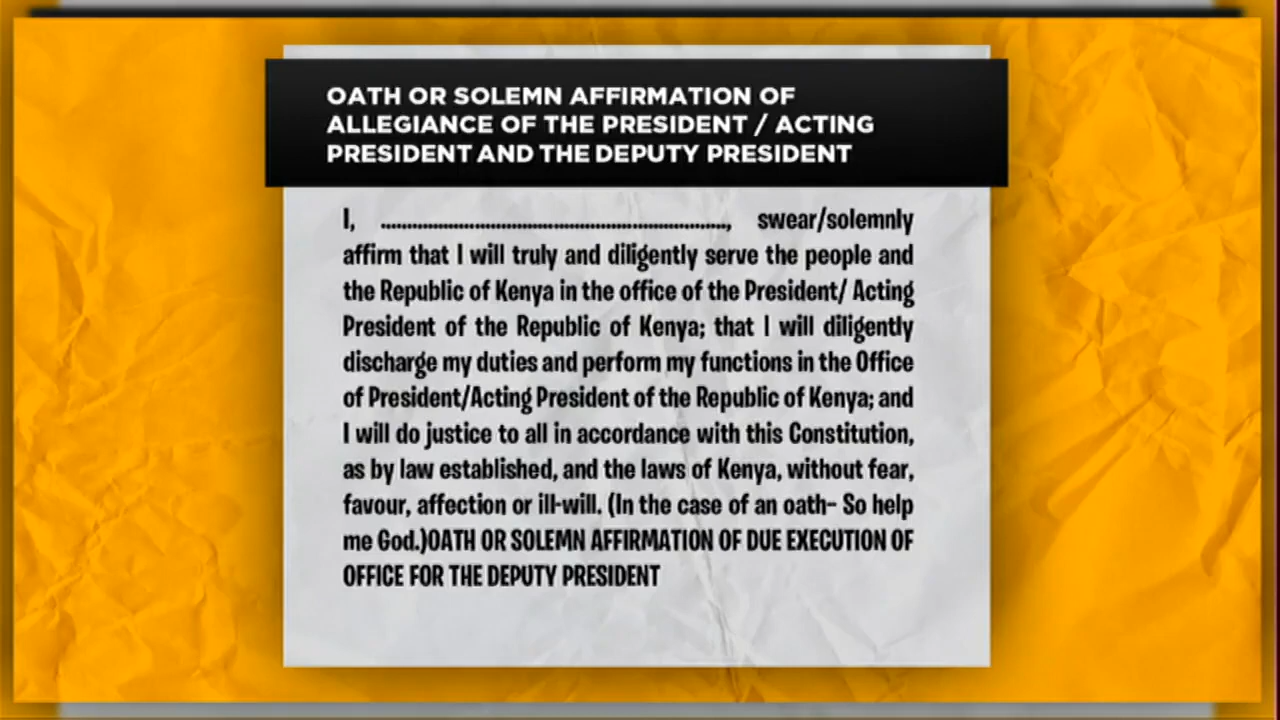 OATH OR SOLEMN AFFIRMATION OF
ALLEGIANCE OF THE PRESIDENT / ACTING
PRESIDENT AND THE DEPUTY PRESIDENT
I, ......................................................................, swear/solemnly
affirm that I will truly and diligently serve the people and
the Republic of Kenya in the office of the President/ Acting
President of the Republic of Kenya; that I will diligently
discharge my duties and perform my functions in the Office
of President/Acting President of the Republic of Kenya; and
I will do justice to all in accordance with this Constitution,
as by law established, and the laws of Kenya, without fear,
favour, affection or ill-will. (In the case of an oath- So help
me God.)OATH OR SOLEMN AFFIRMATION OF DUE EXECUTION OF
OFFICE FOR THE DEPUTY PRESIDENT